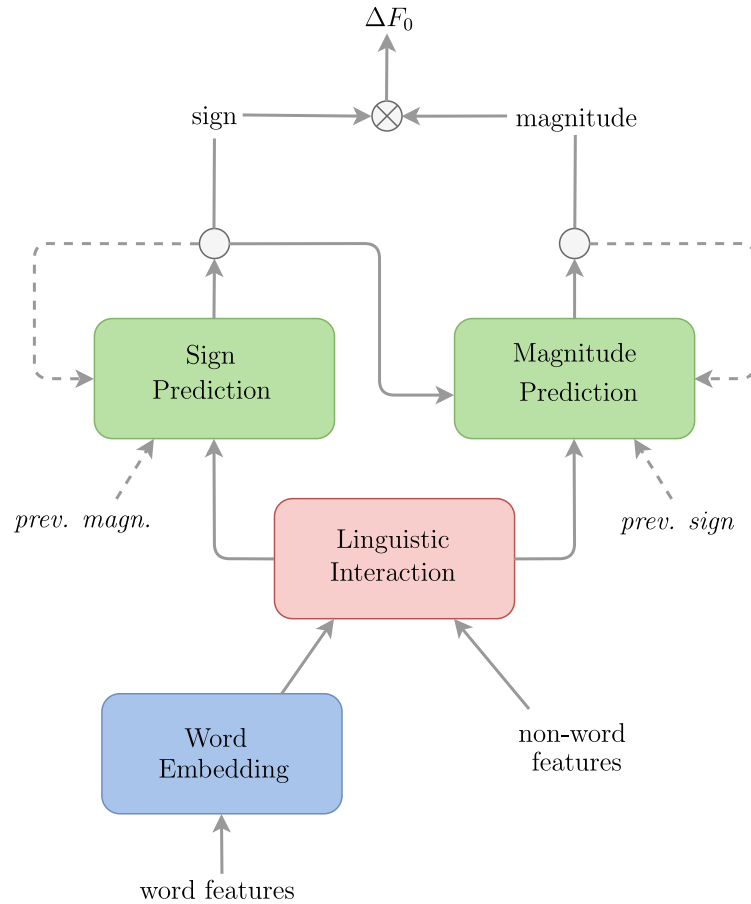 ΔF₀
sign
magnitude
Sign
Prediction
Magnitude
Prediction
prev. magn.
prev. sign
Linguistic
Interaction
Word
Embedding
non-word
features
word features